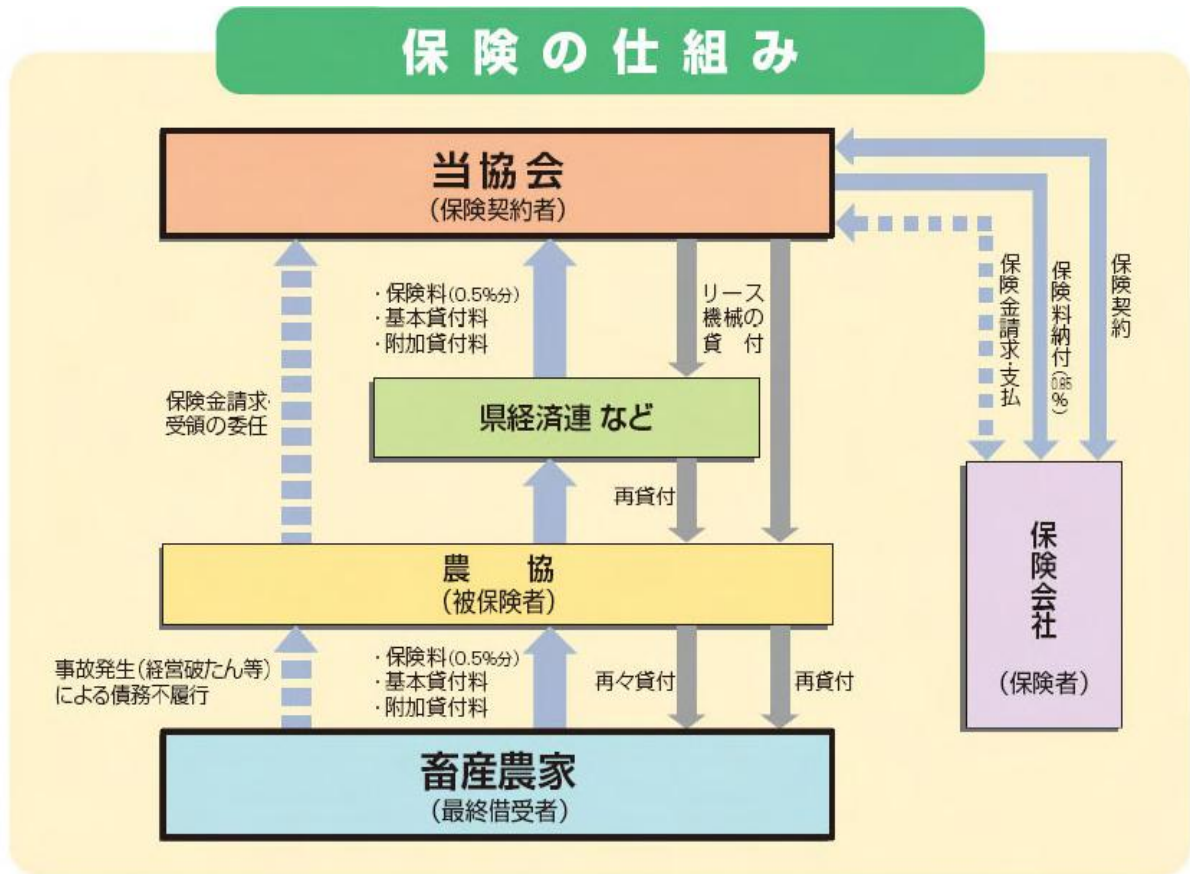 保険の仕組み
当協会
(保険契約者)
・保険料(0.5%分)
・基本貸付料
・附加貸付料
リース
機械の
貸付
保険金請求・支払
保険料納付(0.85%)
保険契約
保険金請求・
受領の委任
県経済連 など
再貸付
農協
(被保険者)
保険会社
(保険者)
事故発生(経営破たん等)
による債務不履行
・保険料(0.5%分)
・基本貸付料
・附加貸付料
再々貸付
再貸付
畜産農家
(最終借受者)